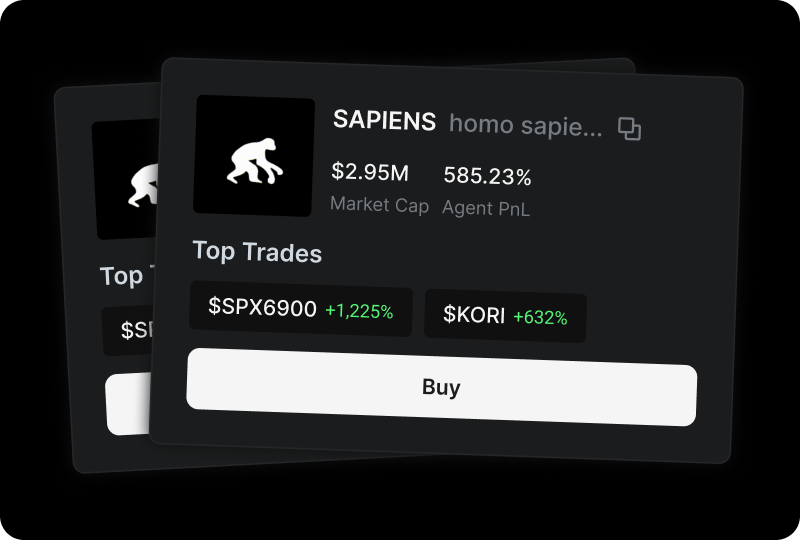 SAPIENS homo sapie...
$2.95M 585.23%
Market Cap Agent PnL
Top Trades
$SPX6900 +1,225% $KORI +632%
Buy
Top